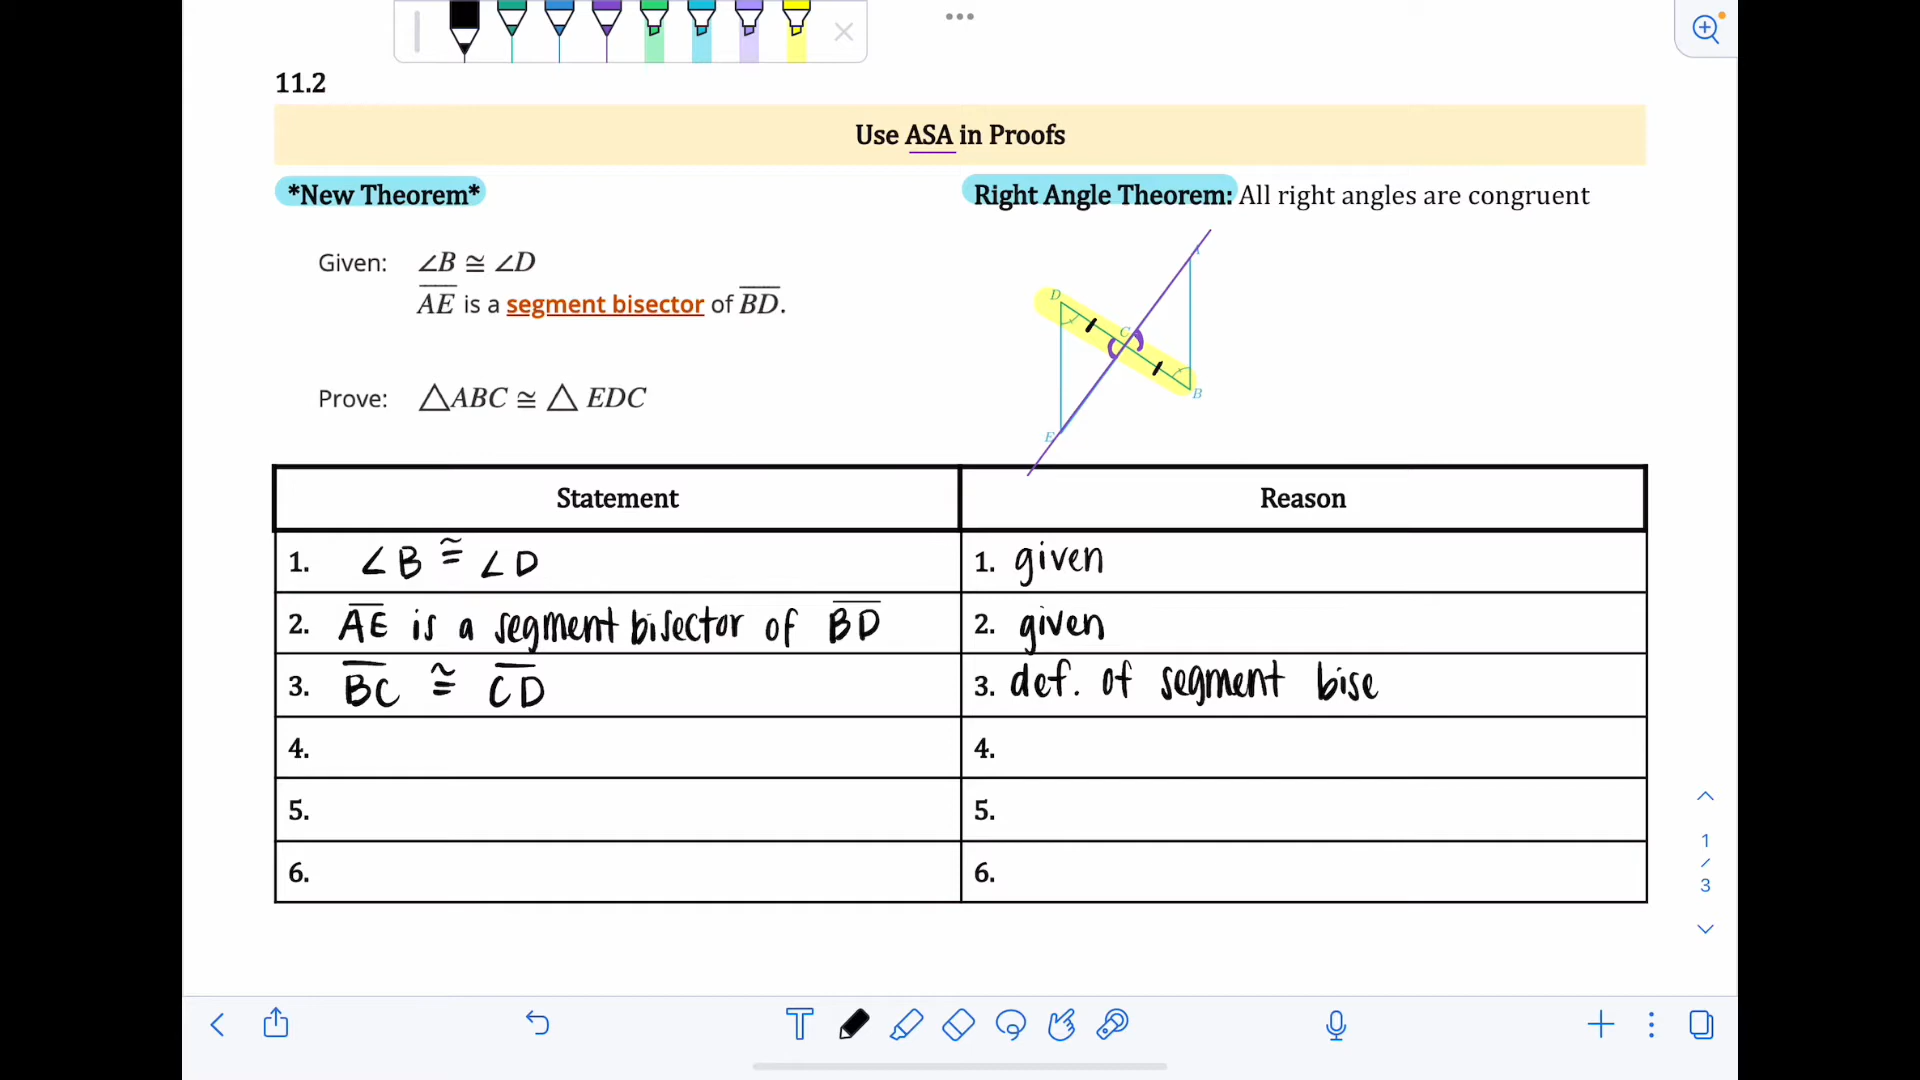 11.2
Use ASA in Proofs
*New Theorem*
Right Angle Theorem: All right angles are congruent
Given: ∠B ≅ ∠D
AE is a segment bisector of BD.
Prove: △ABC ≅ △ EDC
A
D
C
B
E
Statement
Reason
1. ∠B ≅ ∠D
1. given
2. AE is a segment bisector of BD
2. given
3. BC ≅ CD
3. def. of segment bise
4.
4.
5.
5.
6.
6.
1
/
3